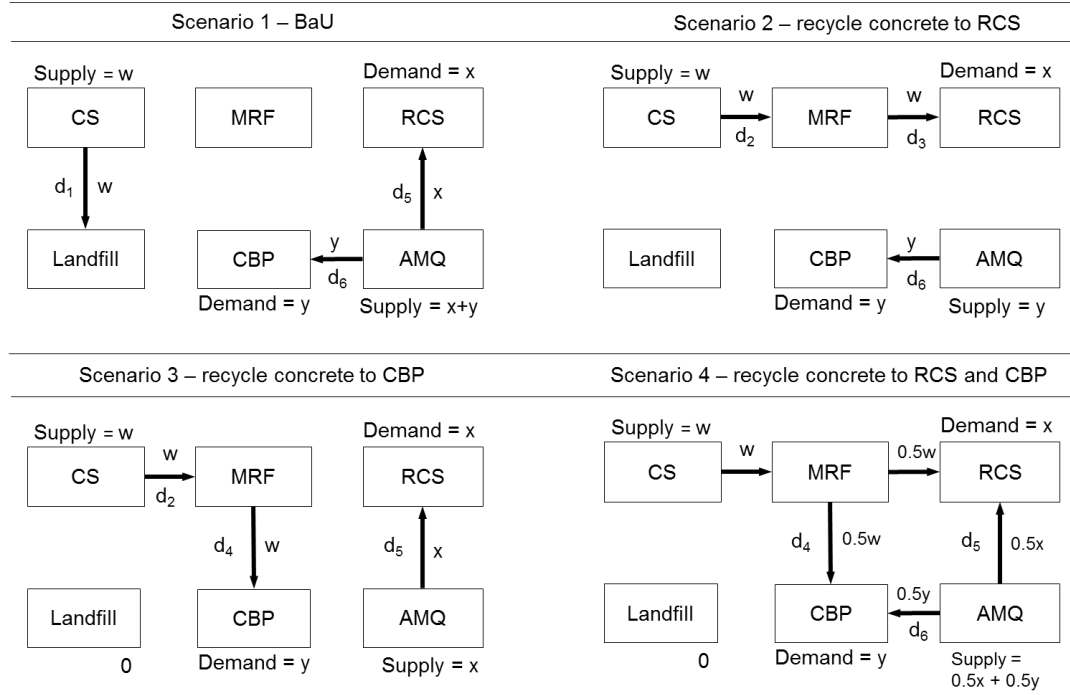 Scenario 1 – BaU
Supply = w
Demand = x
CS
MRF
RCS
d1
w
d5
x
y
Landfill
CBP
AMQ
d6
Demand = y
Supply = x+y
Scenario 2 – recycle concrete to RCS
Supply = w
Demand = x
w
w
CS
MRF
RCS
d2
d3
y
Landfill
CBP
AMQ
d6
Demand = y
Supply = y
Scenario 3 – recycle concrete to CBP
Supply = w
Demand = x
w
CS
MRF
RCS
d2
d4
w
d5
x
Landfill
CBP
AMQ
0
Demand = y
Supply = x
Scenario 4 – recycle concrete to RCS and CBP
Supply = w
Demand = x
w
0.5w
CS
MRF
RCS
d4
0.5w
d5
0.5x
0.5y
Landfill
CBP
AMQ
d6
0
Demand = y
Supply =
0.5x + 0.5y